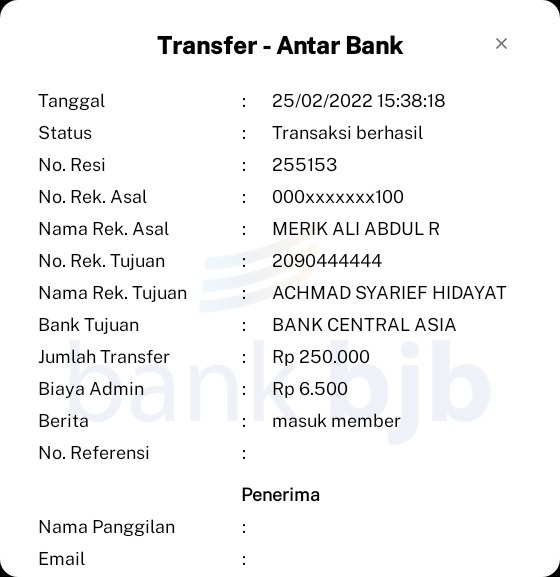 Transfer - Antar Bank
Tanggal : 25/02/2022 15:38:18
Status : Transaksi berhasil
No. Resi : 255153
No. Rek. Asal : 000xxxxxxx100
Nama Rek. Asal : MERIK ALI ABDUL R
No. Rek. Tujuan : 2090444444
Nama Rek. Tujuan : ACHMAD SYARIEF HIDAYAT
Bank Tujuan : BANK CENTRAL ASIA
Jumlah Transfer : Rp 250.000
Biaya Admin : Rp 6.500
Berita : masuk member
No. Referensi :
Penerima
Nama Panggilan :
Email :
bank bjb